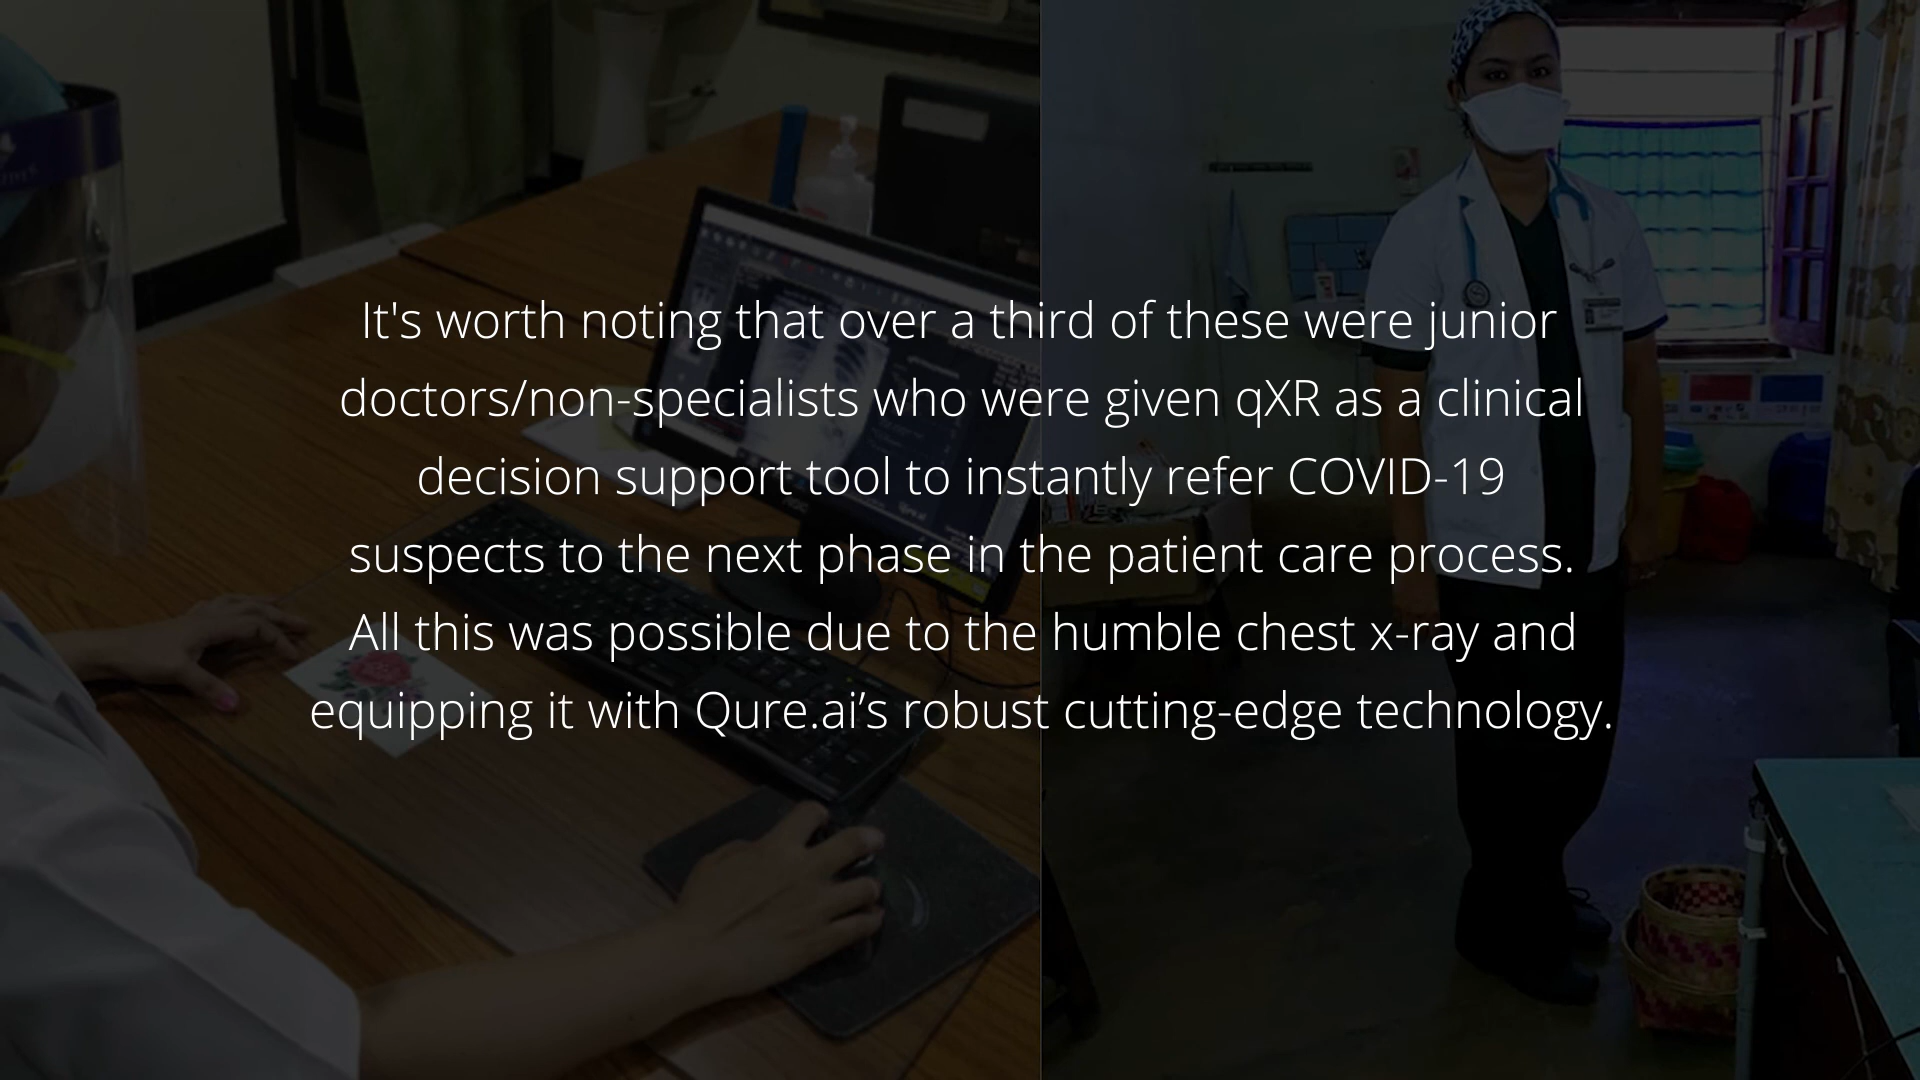 It's worth noting that over a third of these were junior
doctors/non-specialists who were given qXR as a clinical
decision support tool to instantly refer COVID-19
suspects to the next phase in the patient care process.
All this was possible due to the humble chest x-ray and
equipping it with Qure.ai’s robust cutting-edge technology.